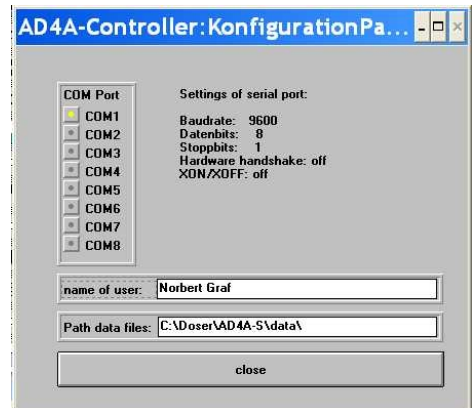 AD4A-Controller:KonfigurationPa...
COM Port
COM1
COM2
COM3
COM4
COM5
COM6
COM7
COM8
Settings of serial port:
Baudrate: 9600
Datenbits: 8
Stoppbits: 1
Hardware handshake: off
XON/XOFF: off
name of user: Norbert Graf
Path data files: C:\Doser\AD4A-S\data\
close